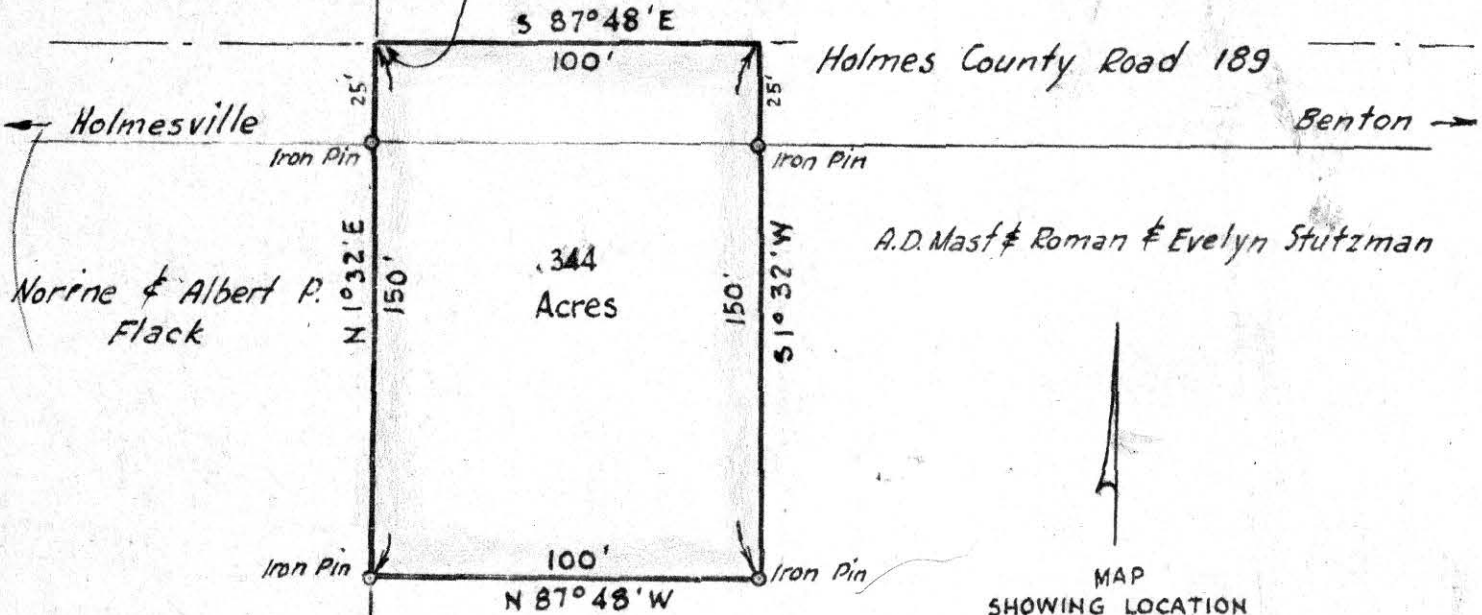 S 87°48'E
100'
Holmes County Road 189
25'
25'
← Holmesville
Benton →
Iron Pin
Iron Pin
N 1°32'E
150'
.344
Acres
150'
S 1° 32'W
A.D. Mast & Roman & Evelyn Stutzman
Norine & Albert P.
Flack
Iron Pin
100'
Iron Pin
N 87°48'W
MAP
SHOWING LOCATION